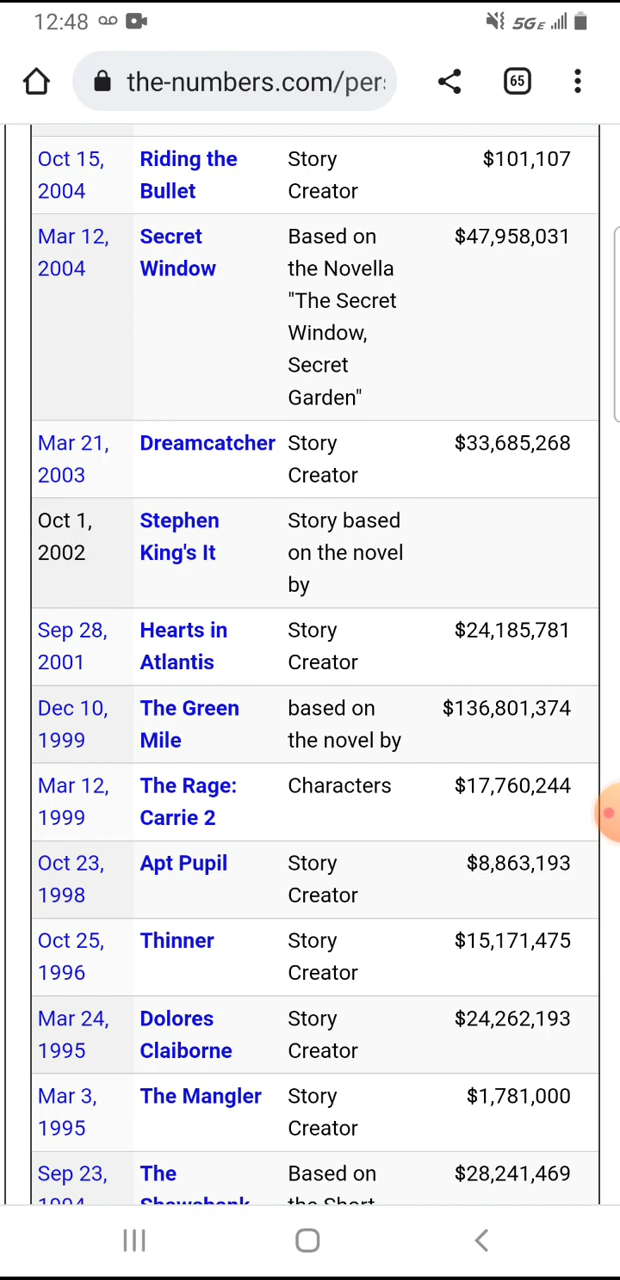 12:48
5GE
the-numbers.com/per
65
Oct 15, Riding the Story $101,107
2004 Bullet Creator
Mar 12, Secret Based on $47,958,031
2004 Window the Novella
"The Secret
Window,
Secret
Garden"
Mar 21, Dreamcatcher Story $33,685,268
2003 Creator
Oct 1, Stephen Story based
2002 King's It on the novel
by
Sep 28, Hearts in Story $24,185,781
2001 Atlantis Creator
Dec 10, The Green based on $136,801,374
1999 Mile the novel by
Mar 12, The Rage: Characters $17,760,244
1999 Carrie 2
Oct 23, Apt Pupil Story $8,863,193
1998 Creator
Oct 25, Thinner Story $15,171,475
1996 Creator
Mar 24, Dolores Story $24,262,193
1995 Claiborne Creator
Mar 3, The Mangler Story $1,781,000
1995 Creator
Sep 23, The Based on $28,241,469
1994 Shawshank the Short